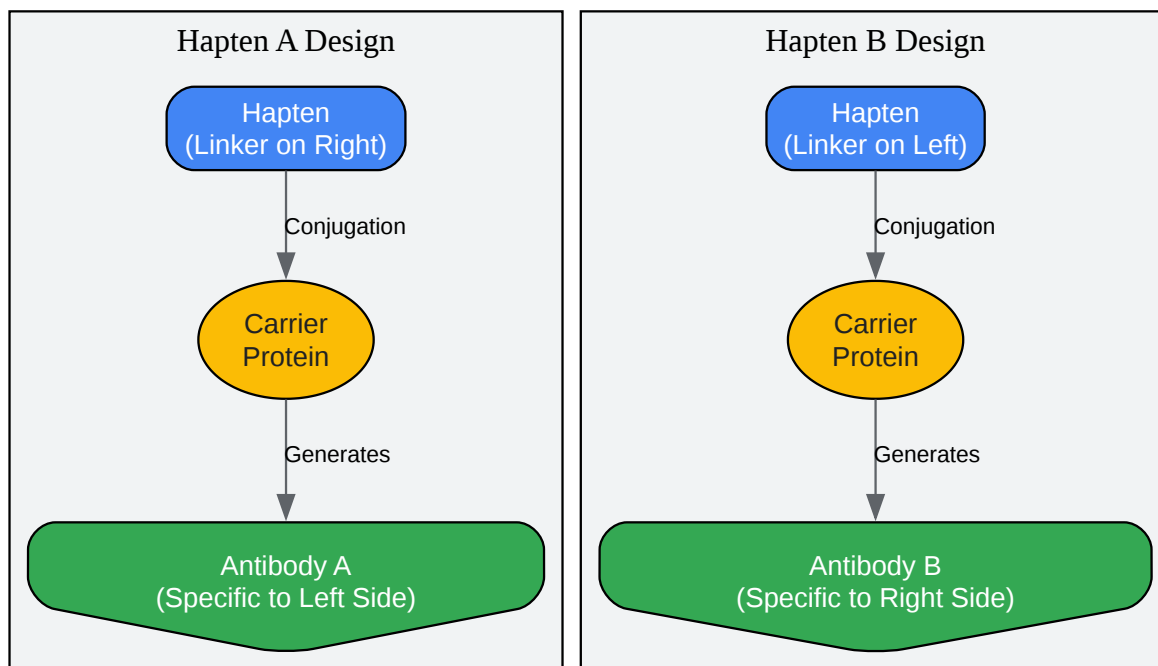 Hapten A Design
Hapten
(Linker on Right)
Conjugation
Carrier
Protein
Generates
Antibody A
(Specific to Left Side)
Hapten B Design
Hapten
(Linker on Left)
Conjugation
Carrier
Protein
Generates
Antibody B
(Specific to Right Side)